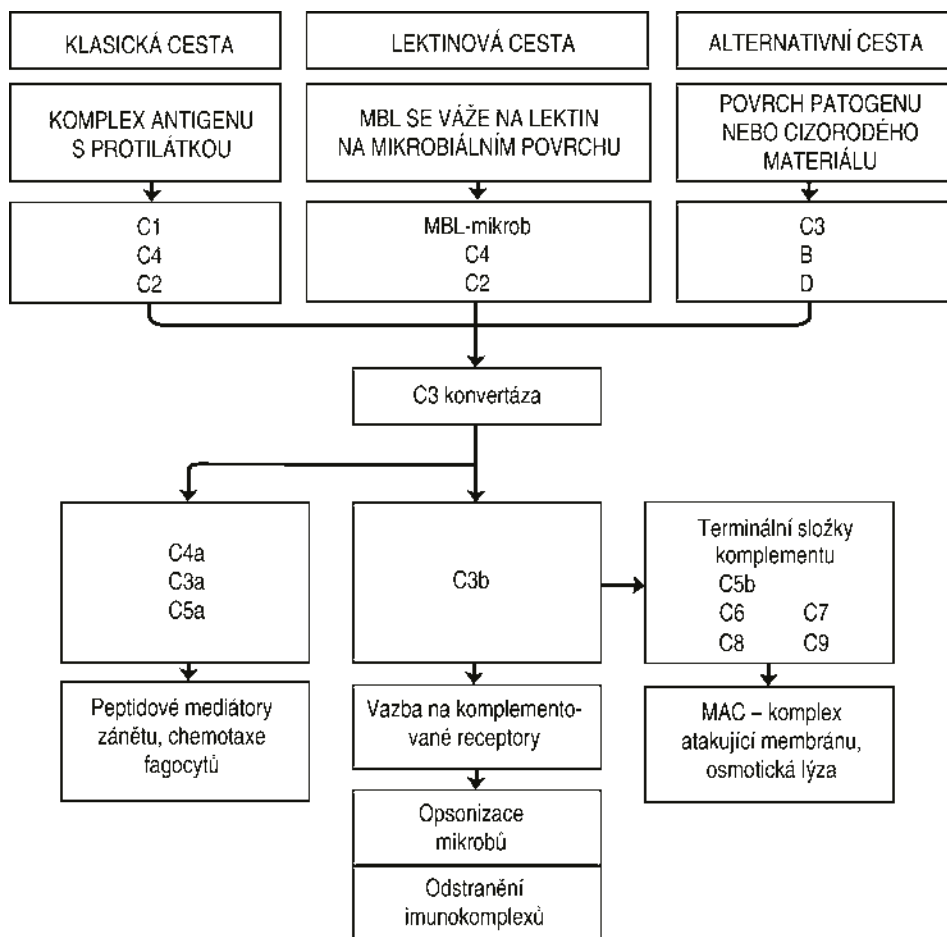 KLASICKÁ CESTA
LEKTINOVÁ CESTA
ALTERNATIVNÍ CESTA
KOMPLEX ANTIGENU
S PROTILÁTKOU
MBL SE VÁŽE NA LEKTIN
NA MIKROBIÁLNÍM POVRCHU
POVRCH PATOGENU
NEBO CIZORODÉHO
MATERIÁLU
C1
C4
C2
MBL-mikrob
C4
C2
C3
B
D
C3 konvertáza
C4a
C3a
C5a
C3b
Terminální složky
komplementu
C5b
C6 C7
C8 C9
Peptidové mediátory
zánětu, chemotaxe
fagocytů
Vazba na komplemento-
vané receptory
MAC – komplex
atakující membránu,
osmotická lýza
Opsonizace
mikrobů
Odstranění
imunokomplexů